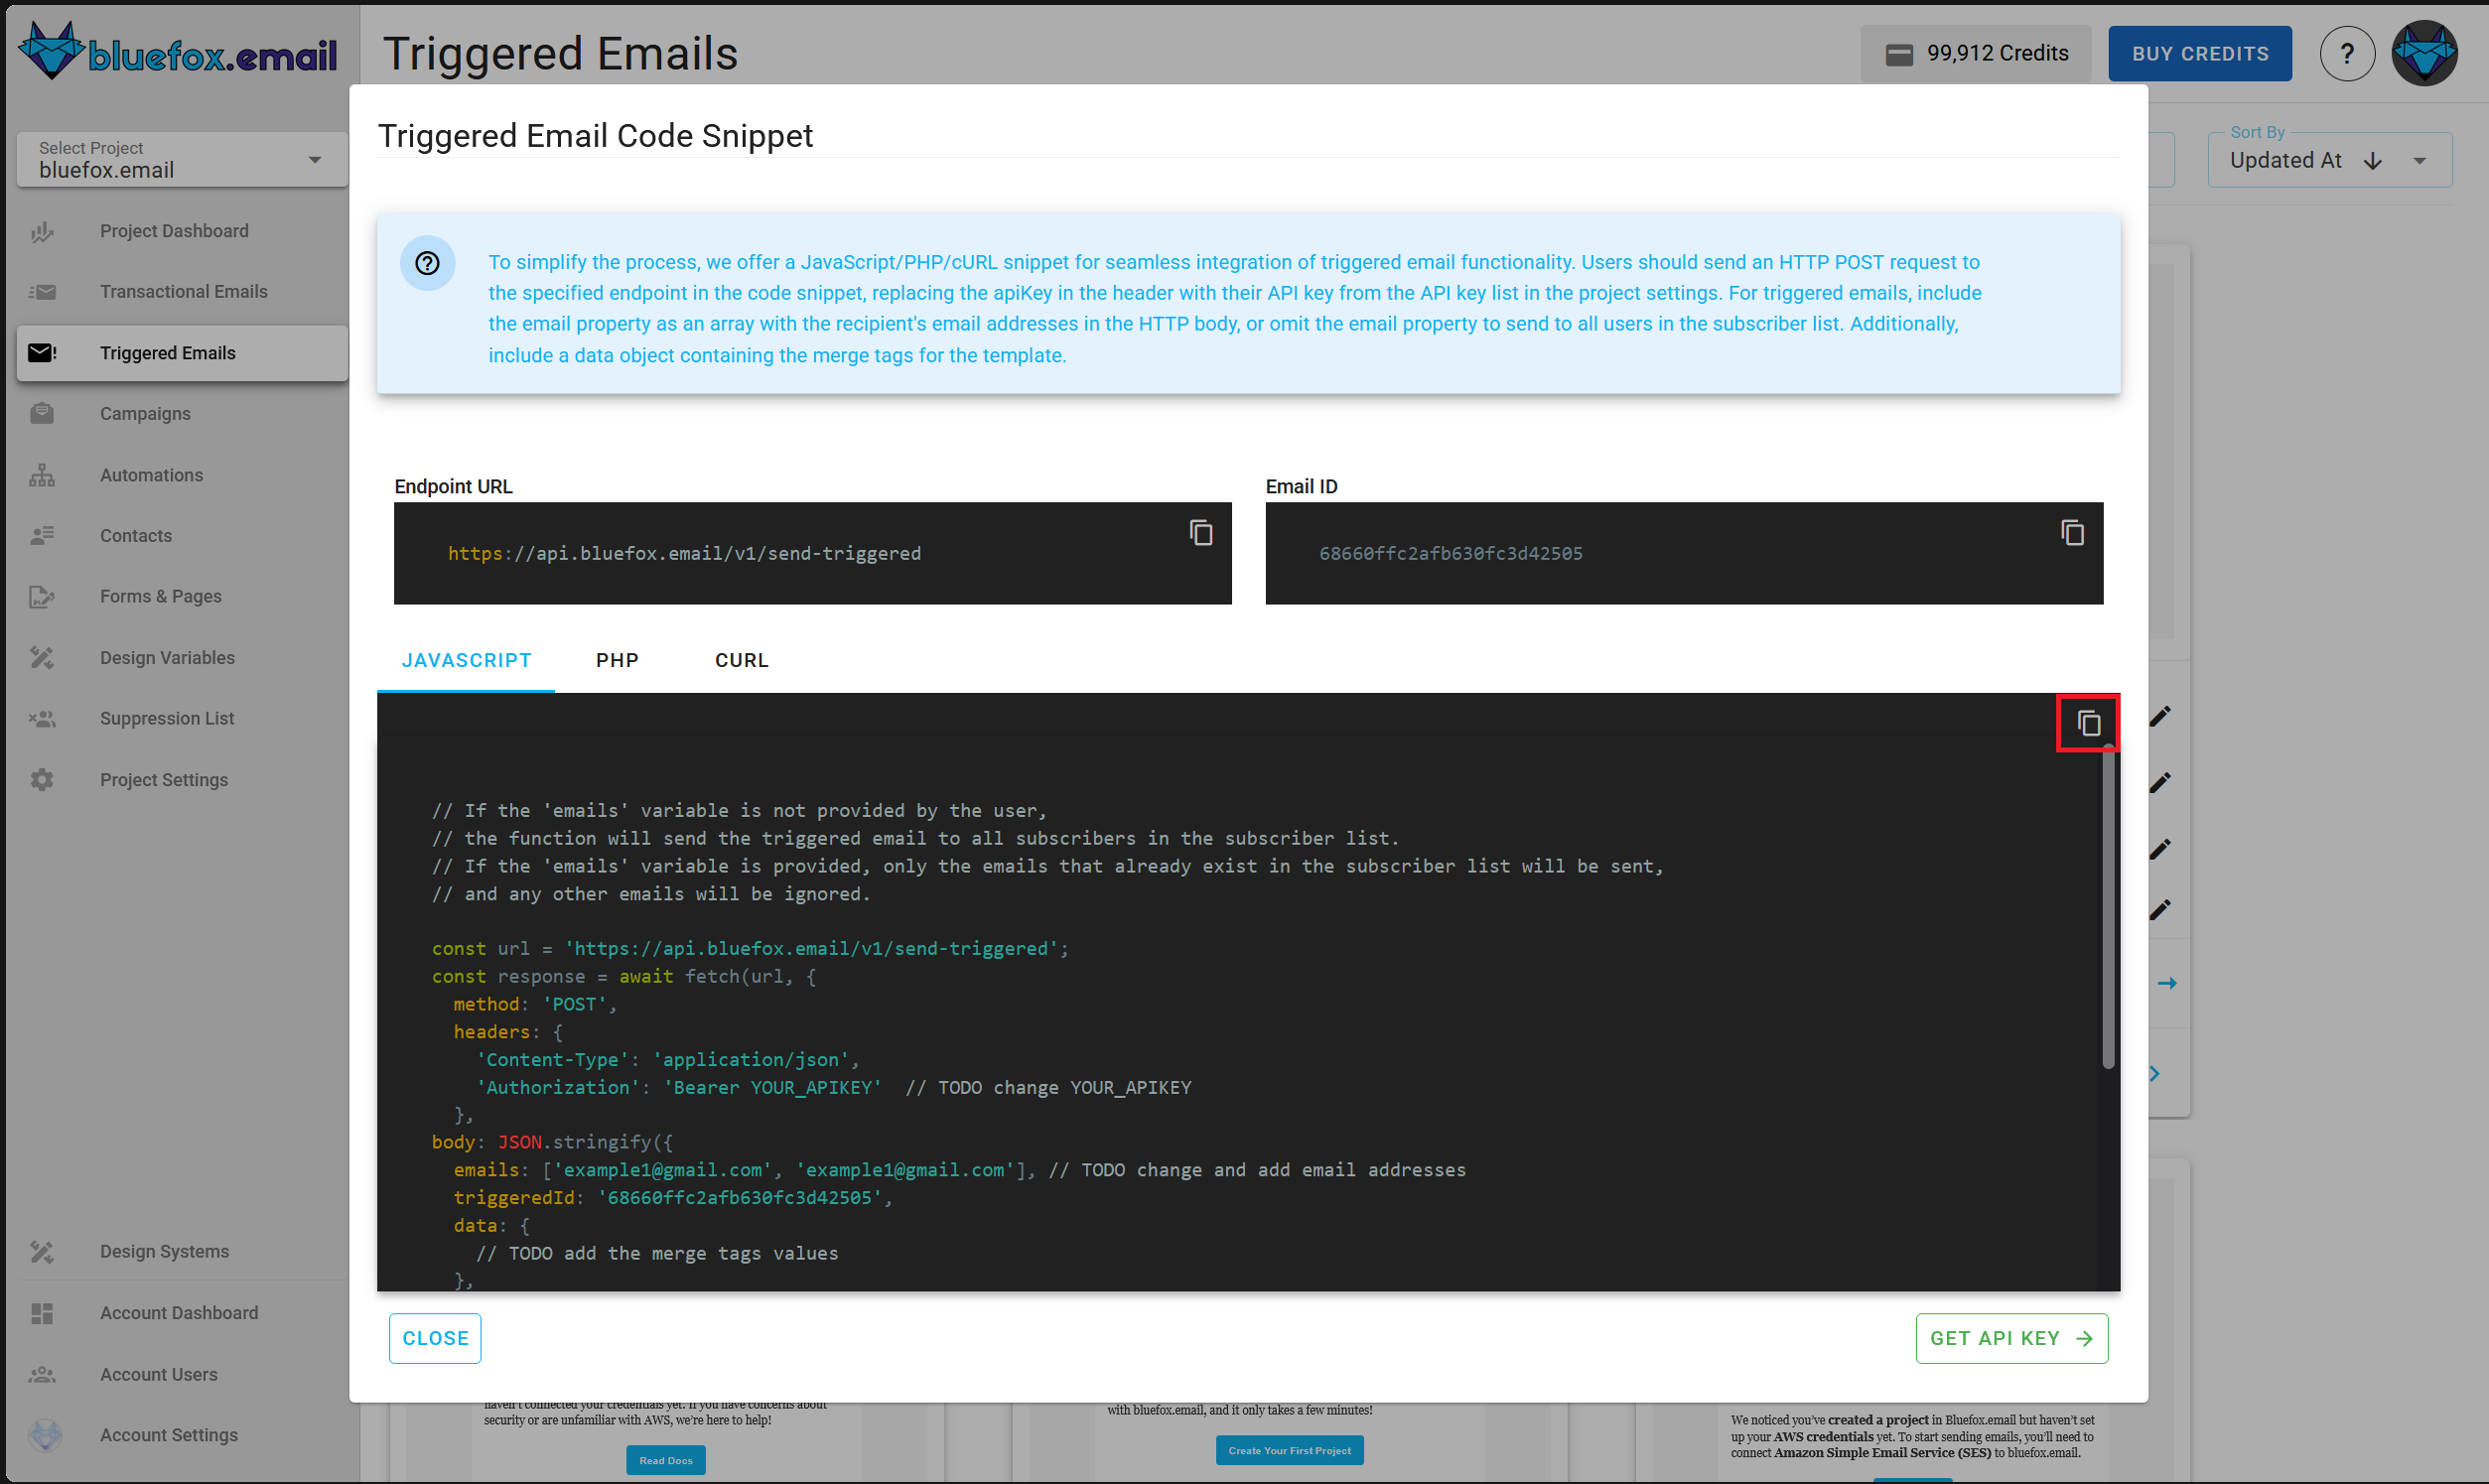 bluefox.email
Triggered Emails
99,912 Credits
BUY CREDITS
?
Select Project
bluefox.email
Sort By
Updated At
Project Dashboard
Transactional Emails
Triggered Emails
Campaigns
Automations
Contacts
Forms & Pages
Design Variables
Suppression List
Project Settings
Design Systems
Account Dashboard
Account Users
Account Settings
Triggered Email Code Snippet
To simplify the process, we offer a JavaScript/PHP/cURL snippet for seamless integration of triggered email functionality. Users should send an HTTP POST request to
the specified endpoint in the code snippet, replacing the apiKey in the header with their API key from the API key list in the project settings. For triggered emails, include
the email property as an array with the recipient's email addresses in the HTTP body, or omit the email property to send to all users in the subscriber list. Additionally,
include a data object containing the merge tags for the template.
Endpoint URL
https://api.bluefox.email/v1/send-triggered
Email ID
68660ffc2afb630fc3d42505
JAVASCRIPT
PHP
CURL
// If the 'emails' variable is not provided by the user,
// the function will send the triggered email to all subscribers in the subscriber list.
// If the 'emails' variable is provided, only the emails that already exist in the subscriber list will be sent,
// and any other emails will be ignored.
const url = 'https://api.bluefox.email/v1/send-triggered';
const response = await fetch(url, {
method: 'POST',
headers: {
'Content-Type': 'application/json',
'Authorization': 'Bearer YOUR_APIKEY'  // TODO change YOUR_APIKEY
},
body: JSON.stringify({
emails: ['example1@gmail.com', 'example1@gmail.com'], // TODO change and add email addresses
triggeredId: '68660ffc2afb630fc3d42505',
data: {
// TODO add the merge tags values
},
CLOSE
GET API KEY
haven't connected your credentials yet. If you have concerns about
security or are unfamiliar with AWS, we're here to help!
Read Docs
with bluefox.email, and it only takes a few minutes!
Create Your First Project
We noticed you've created a project in Bluefox.email but haven't set
up your AWS credentials yet. To start sending emails, you'll need to
connect Amazon Simple Email Service (SES) to bluefox.email.